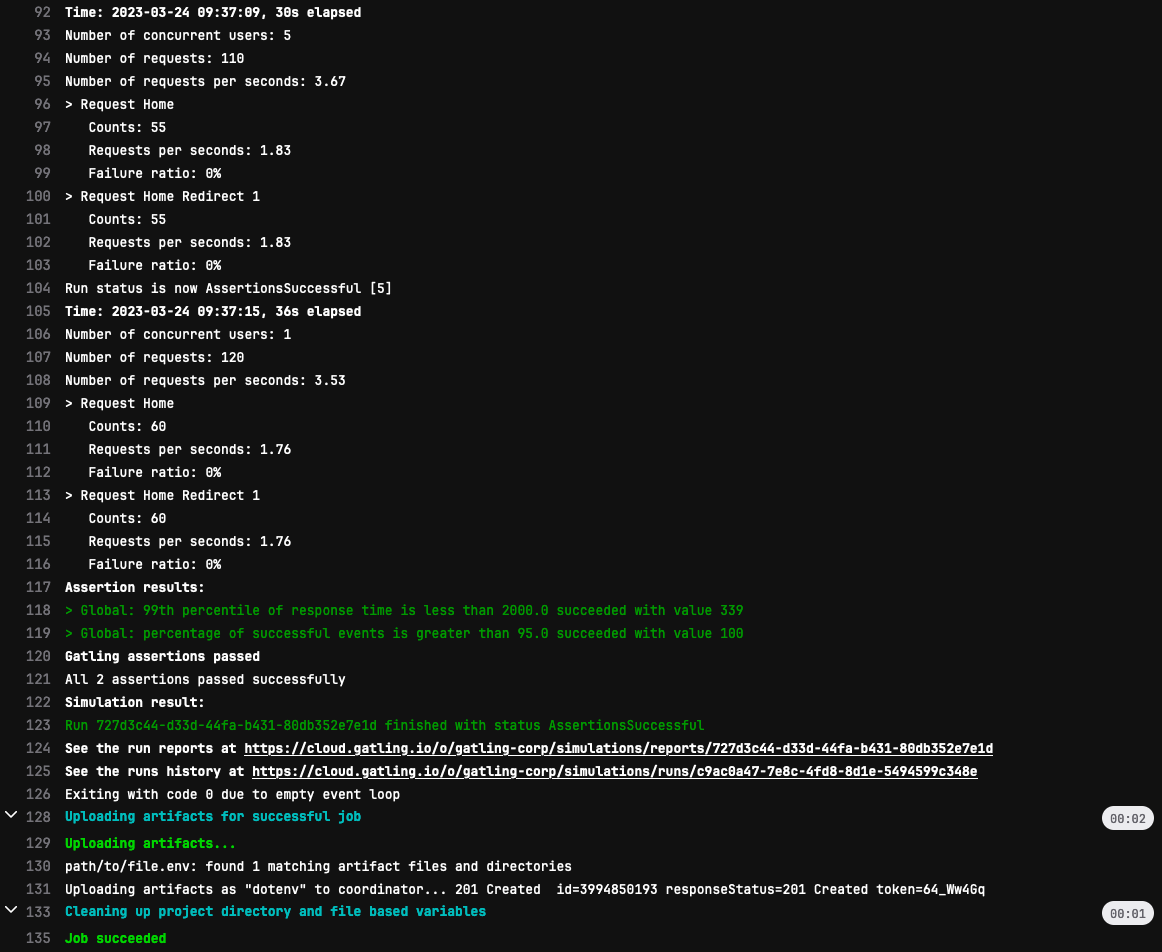 92 Time: 2023-03-24 09:37:09, 30s elapsed
93 Number of concurrent users: 5
94 Number of requests: 110
95 Number of requests per seconds: 3.67
96 > Request Home
97 Counts: 55
98 Requests per seconds: 1.83
99 Failure ratio: 0%
100 > Request Home Redirect 1
101 Counts: 55
102 Requests per seconds: 1.83
103 Failure ratio: 0%
104 Run status is now AssertionsSuccessful [5]
105 Time: 2023-03-24 09:37:15, 36s elapsed
106 Number of concurrent users: 1
107 Number of requests: 120
108 Number of requests per seconds: 3.53
109 > Request Home
110 Counts: 60
111 Requests per seconds: 1.76
112 Failure ratio: 0%
113 > Request Home Redirect 1
114 Counts: 60
115 Requests per seconds: 1.76
116 Failure ratio: 0%
117 Assertion results:
118 > Global: 99th percentile of response time is less than 2000.0 succeeded with value 339
119 > Global: percentage of successful events is greater than 95.0 succeeded with value 100
120 Gatling assertions passed
121 All 2 assertions passed successfully
122 Simulation result:
123 Run 727d3c44-d33d-44fa-b431-80db352e7e1d finished with status AssertionsSuccessful
124 See the run reports at https://cloud.gatling.io/o/gatling-corp/simulations/reports/727d3c44-d33d-44fa-b431-80db352e7e1d
125 See the runs history at https://cloud.gatling.io/o/gatling-corp/simulations/runs/c9ac0a47-7e8c-4fd8-8d1e-5494599c348e
126 Exiting with code 0 due to empty event loop
128 Uploading artifacts for successful job 00:02
129 Uploading artifacts...
130 path/to/file.env: found 1 matching artifact files and directories
131 Uploading artifacts as "dotenv" to coordinator... 201 Created  id=3994850193 responseStatus=201 Created token=64_Ww4Gq
133 Cleaning up project directory and file based variables 00:01
135 Job succeeded